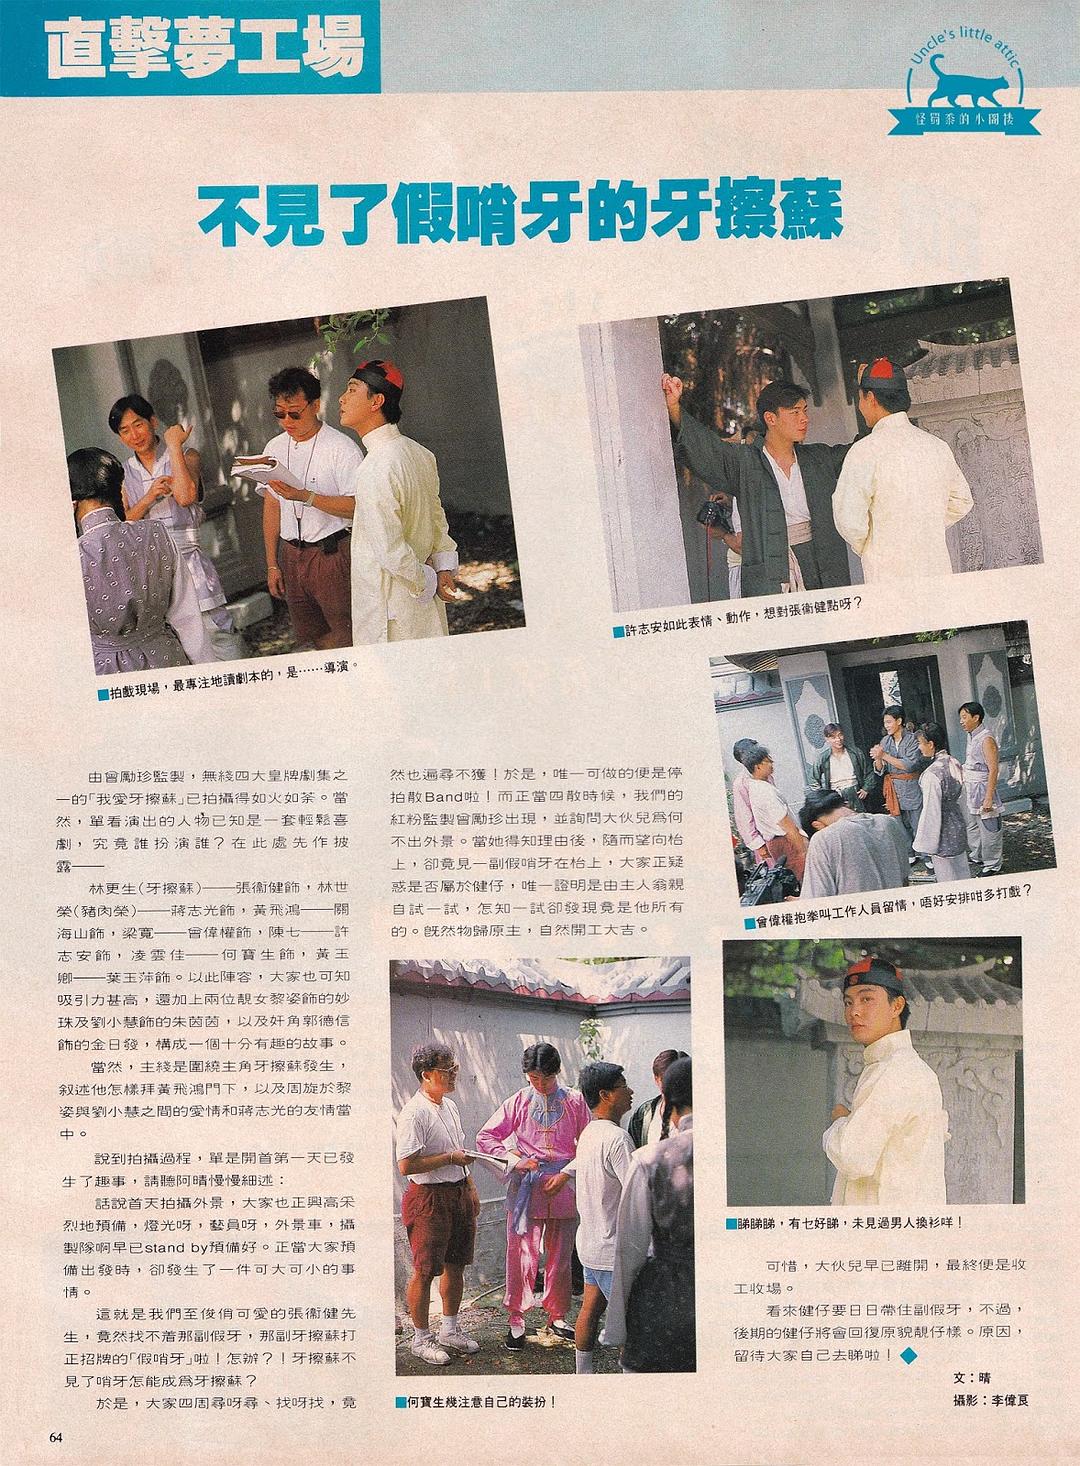 直擊夢工場
Uncle's little attic
怪蜀黍的小閣樓
不見了假哨牙的牙擦蘇
■拍戲現場，最專注地讀劇本的，是……導演。
■許志安如此表情、動作，想對張衞健點呀？
■曾偉權抱拳叫工作人員留情，唔好安排咁多打戲？
由曾勵珍監製，無綫四大皇牌劇集之
一的「我愛牙擦蘇」已拍攝得如火如荼。當
然，單看演出的人物已知是一套輕鬆喜
劇，究竟誰扮演誰？在此處先作披
露——
林更生(牙擦蘇)——張衞健飾，林世
榮(豬肉榮)——蔣志光飾，黃飛鴻——關
海山飾，梁寬——曾偉權飾，陳七——許
志安飾，凌雲佳——何寶生飾，黃玉
卿——葉玉萍飾。以此陣容，大家也可知
吸引力甚高，還加上兩位靚女黎姿飾的妙
珠及劉小慧飾的朱茵茵，以及奸角郭德信
飾的金日發，構成一個十分有趣的故事。
當然，主綫是圍繞主角牙擦蘇發生，
叙述他怎樣拜黃飛鴻門下，以及周旋於黎
姿與劉小慧之間的愛情和蔣志光的友情當
中。
說到拍攝過程，單是開首第一天已發
生了趣事，請聽阿晴慢慢細述：
話說首天拍攝外景，大家也正興高采
烈地預備，燈光呀，藝員呀，外景車，攝
製隊啊早已stand by預備好。正當大家預
備出發時，卻發生了一件可大可小的事
情。
這就是我們至俊俏可愛的張衞健先
生，竟然找不着那副假牙，那副牙擦蘇打
正招牌的「假哨牙」啦！怎辦？！牙擦蘇不
見了哨牙怎能成為牙擦蘇？
於是，大家四周尋呀尋、找呀找，竟
然也遍尋不獲！於是，唯一可做的便是停
拍散Band啦！而正當四散時候，我們的
紅粉監製曾勵珍出現，並詢問大伙兒為何
不出外景。當她得知理由後，隨而望向枱
上，卻竟見一副假哨牙在枱上，大家正疑
惑是否屬於健仔，唯一證明是由主人翁親
自試一試，怎知一試卻發現竟是他所有
的。既然物歸原主，自然開工大吉。
■何寶生幾注意自己的裝扮！
■睇睇睇，有乜好睇，未見過男人換衫咩！
可惜，大伙兒早已離開，最終便是收
工收場。
看來健仔要日日帶住副假牙，不過，
後期的健仔將會回復原貌靚仔樣。原因，
留待大家自己去睇啦！◆
文：晴
攝影：李偉良
64